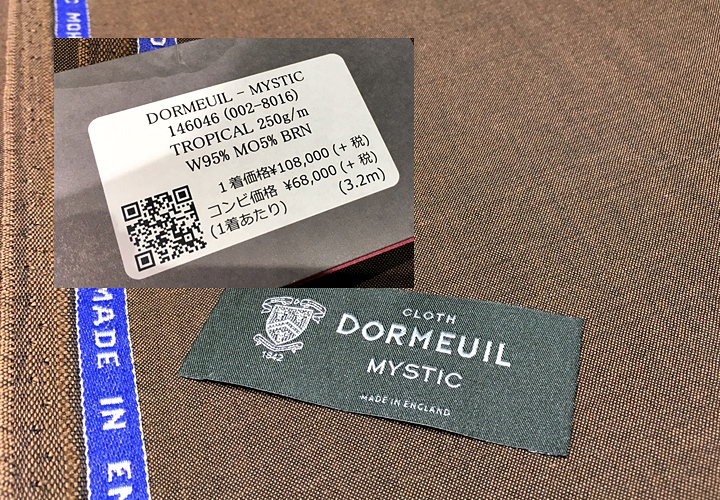 DORMEUIL - MYSTIC
146046 (002-8016)
TROPICAL 250g/m
W95% MO5% BRN
1着価格¥108,000 (+ 税)
コンビ価格 ¥68,000 (+ 税)
(1着あたり) (3.2m)
1842
CLOTH
DORMEUIL
MYSTIC
MADE IN ENGLAND
MADE IN EN